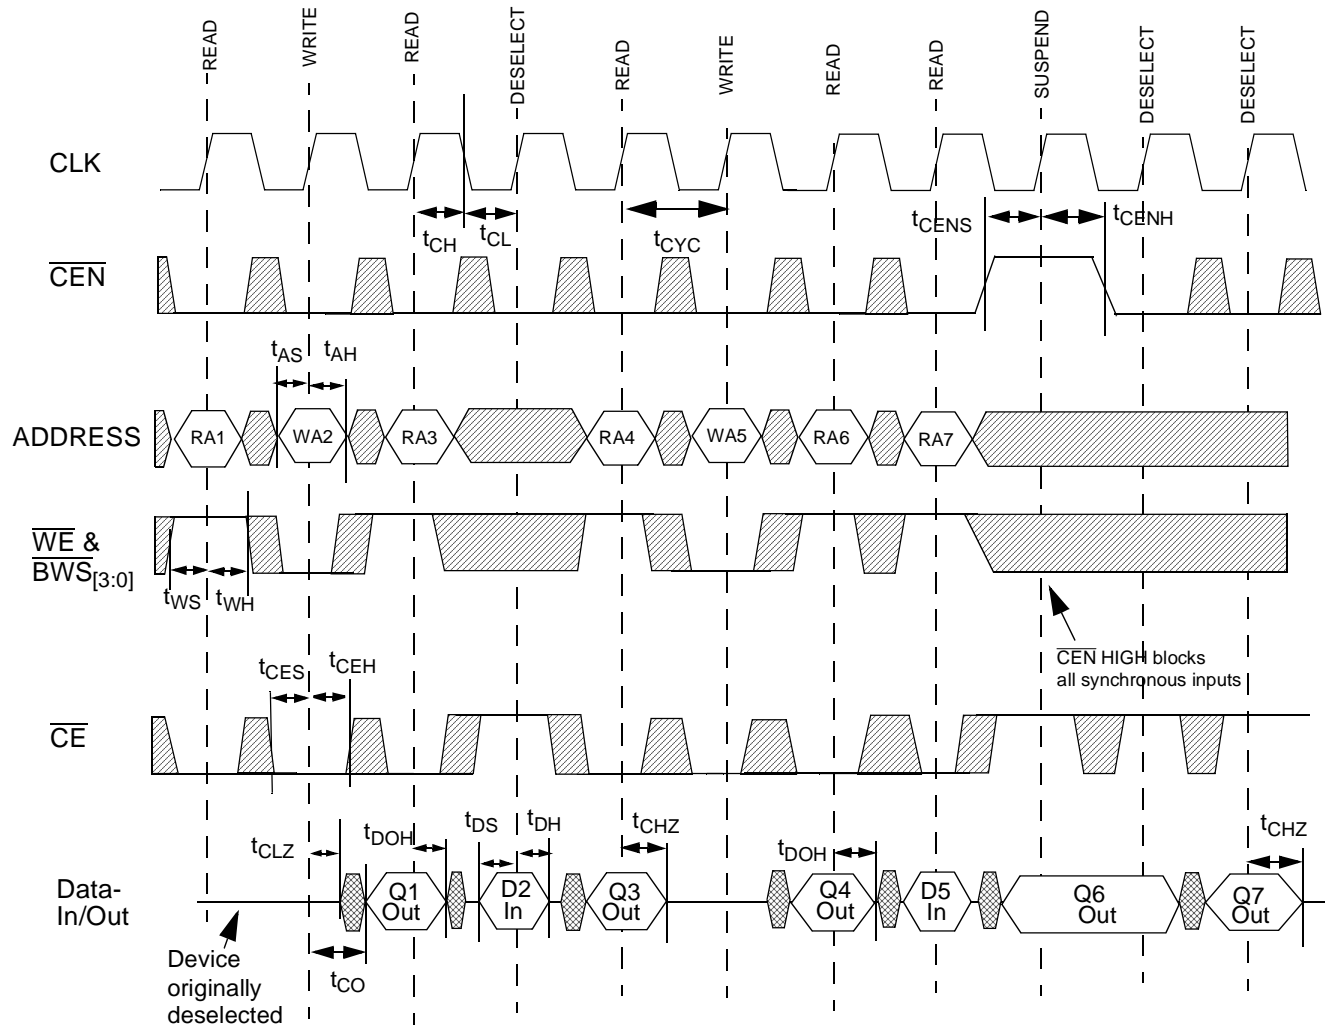 READ
WRITE
READ
DESELECT
READ
WRITE
READ
READ
SUSPEND
DESELECT
DESELECT
CLK
tCH
tCL
tCYC
tCENS
tCENH
CEN
tAS
tAH
ADDRESS
RA1
WA2
RA3
RA4
WA5
RA6
RA7
WE &
BWS[3:0]
tWS
tWH
CEN HIGH blocks
all synchronous inputs
tCES
tCEH
CE
tCLZ
tDOH
tDS
tDH
tCHZ
tDOH
tCHZ
Data-
In/Out
Q1
Out
D2
In
Q3
Out
Q4
Out
D5
In
Q6
Out
Q7
Out
tCO
Device
originally
deselected